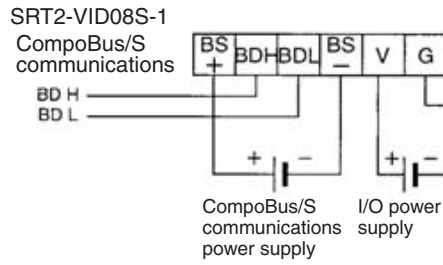 SRT2-VID08S-1
CompoBus/S
communications
BS + BDH BDL BS − V G
BD H
BD L
+ − + −
CompoBus/S
communications
power supply
I/O power
supply